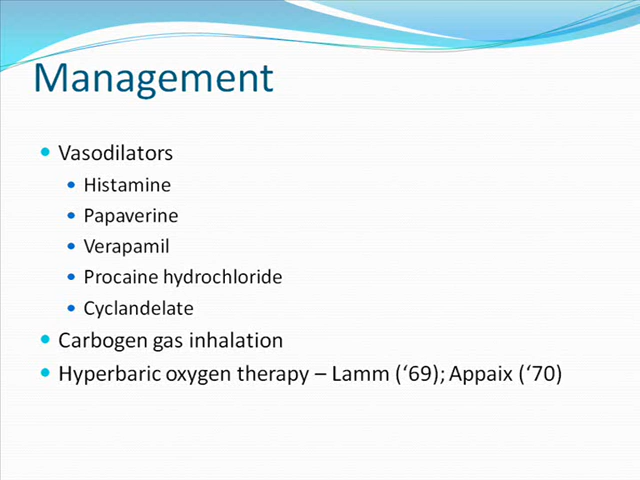 Management
• Vasodilators
• Histamine
• Papaverine
• Verapamil
• Procaine hydrochloride
• Cyclandelate
• Carbogen gas inhalation
• Hyperbaric oxygen therapy – Lamm (‘69); Appaix (‘70)